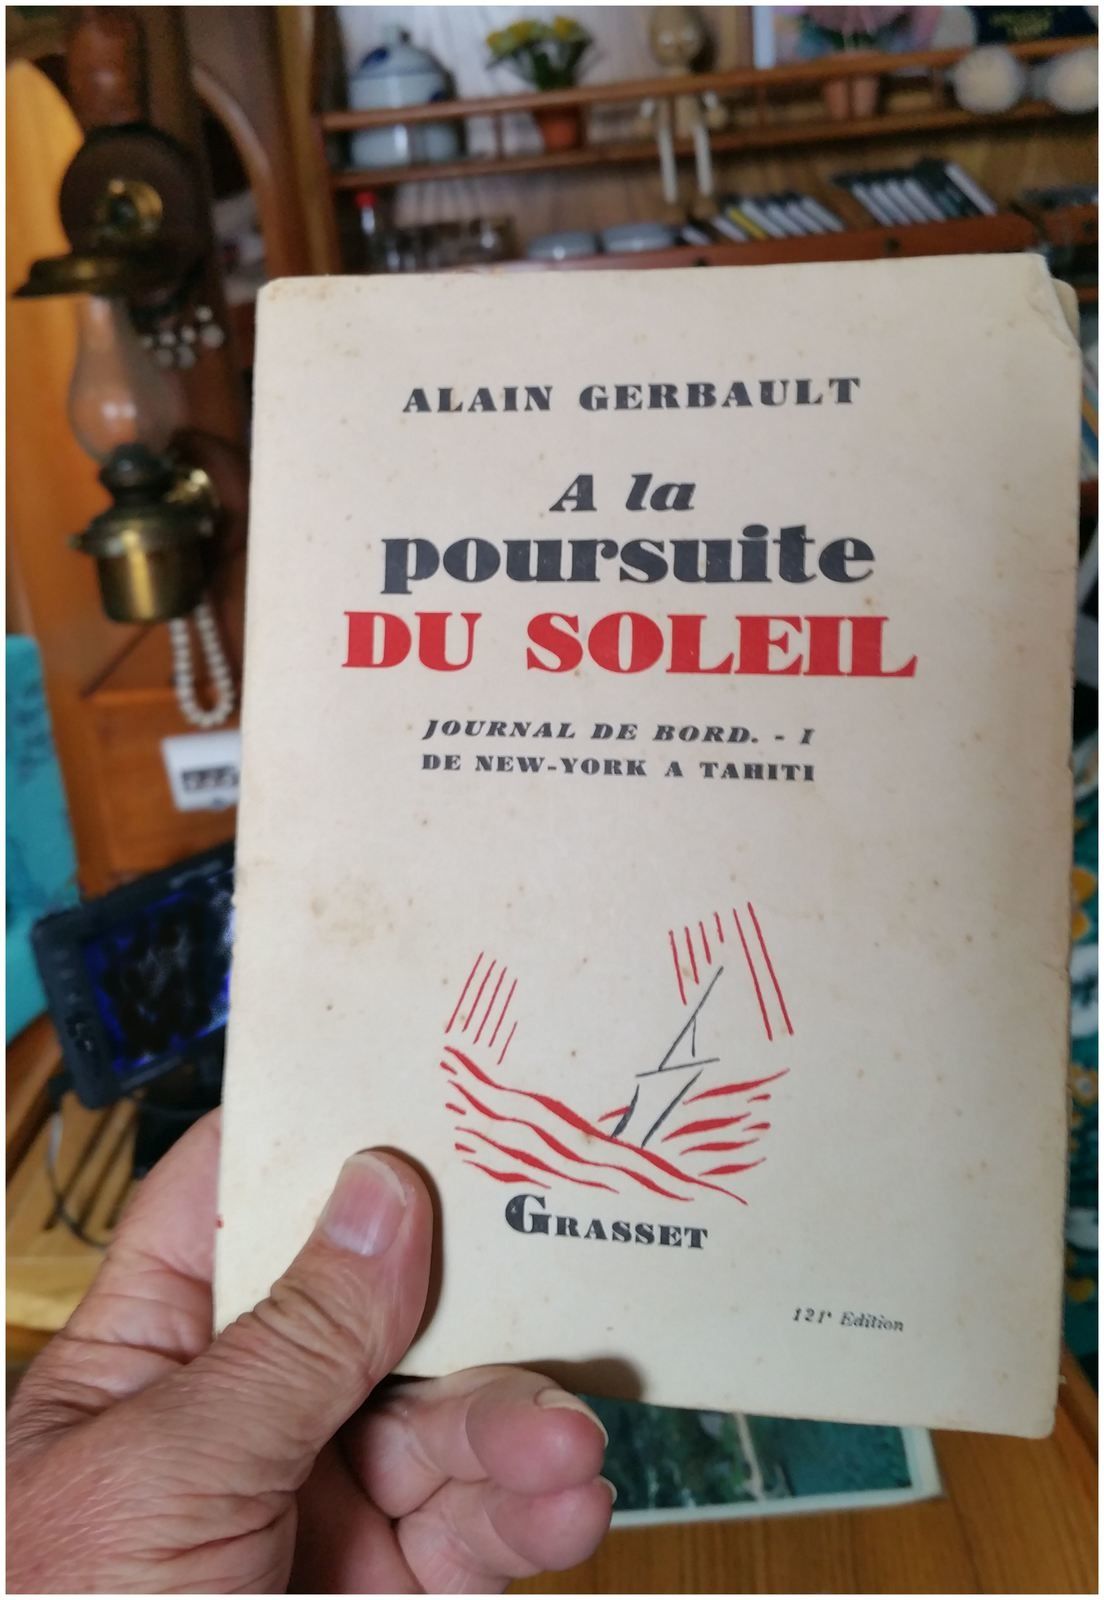 ALAIN GERBAULT
A la
poursuite
DU SOLEIL
JOURNAL DE BORD. - I
DE NEW-YORK A TAHITI
GRASSET
121e Edition